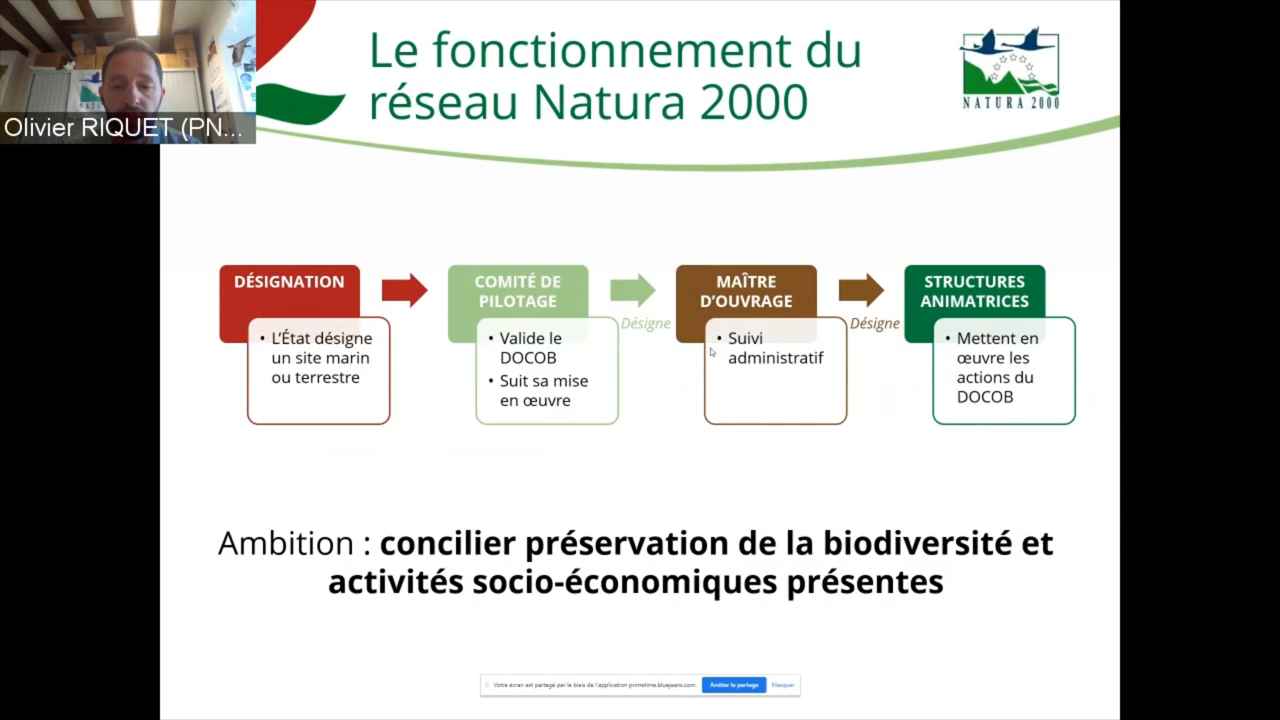 Le fonctionnement du
réseau Natura 2000
NATURA 2000
Olivier RIQUET (PN...
DÉSIGNATION
• L’État désigne
un site marin
ou terrestre
COMITÉ DE
PILOTAGE
• Valide le
DOCOB
• Suit sa mise
en œuvre
Désigne
MAÎTRE
D’OUVRAGE
• Suivi
administratif
Désigne
STRUCTURES
ANIMATRICES
• Mettent en
œuvre les
actions du
DOCOB
Ambition : concilier préservation de la biodiversité et
activités socio-économiques présentes
Votre écran est partagé par le biais de l'application primetime.bluejeans.com. Arrêter le partage Masquer